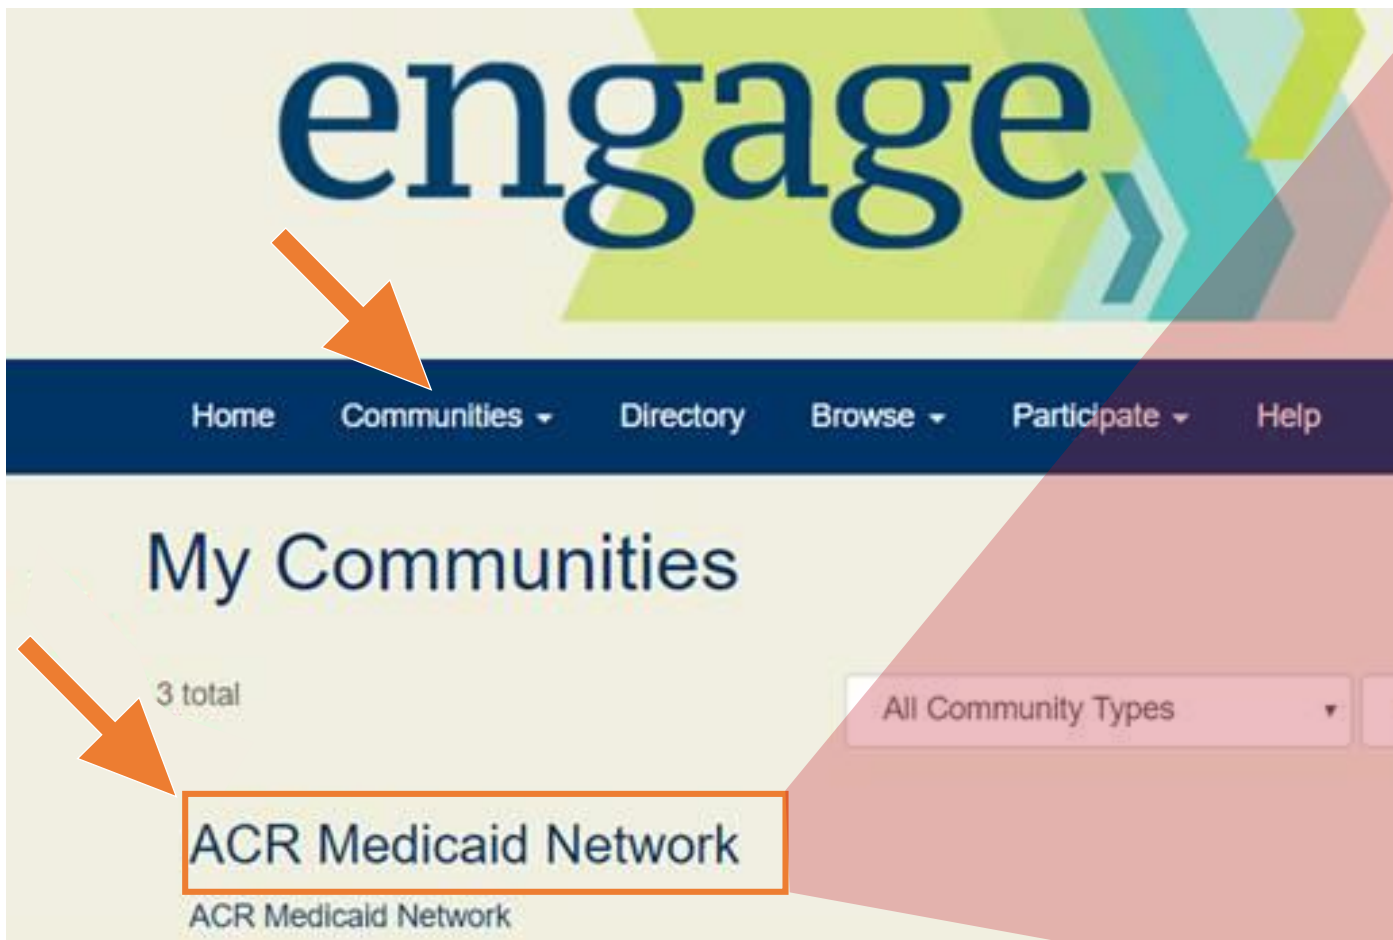 engage
Home Communities Directory Browse Participate Help
My Communities
3 total
All Community Types
ACR Medicaid Network
ACR Medicaid Network